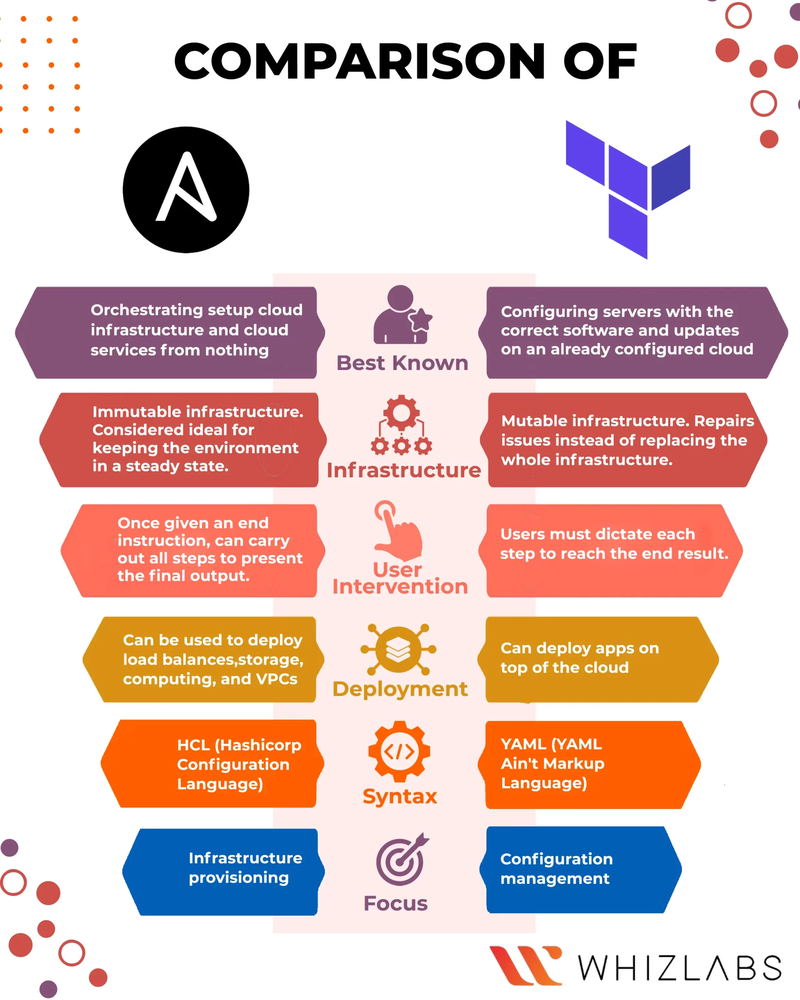 COMPARISON OF
Orchestrating setup cloud
infrastructure and cloud
services from nothing
Best Known
Configuring servers with the
correct software and updates
on an already configured cloud
Immutable infrastructure.
Considered ideal for
keeping the environment
in a steady state.
Infrastructure
Mutable infrastructure. Repairs
issues instead of replacing the
whole infrastructure.
Once given an end
instruction, can carry
out all steps to present
the final output.
User
Intervention
Users must dictate each
step to reach the end result.
Can be used to deploy
load balances,storage,
computing, and VPCs
Deployment
Can deploy apps on
top of the cloud
HCL (Hashicorp
Configuration
Language)
Syntax
YAML (YAML
Ain't Markup
Language)
Infrastructure
provisioning
Focus
Configuration
management
WHIZLABS